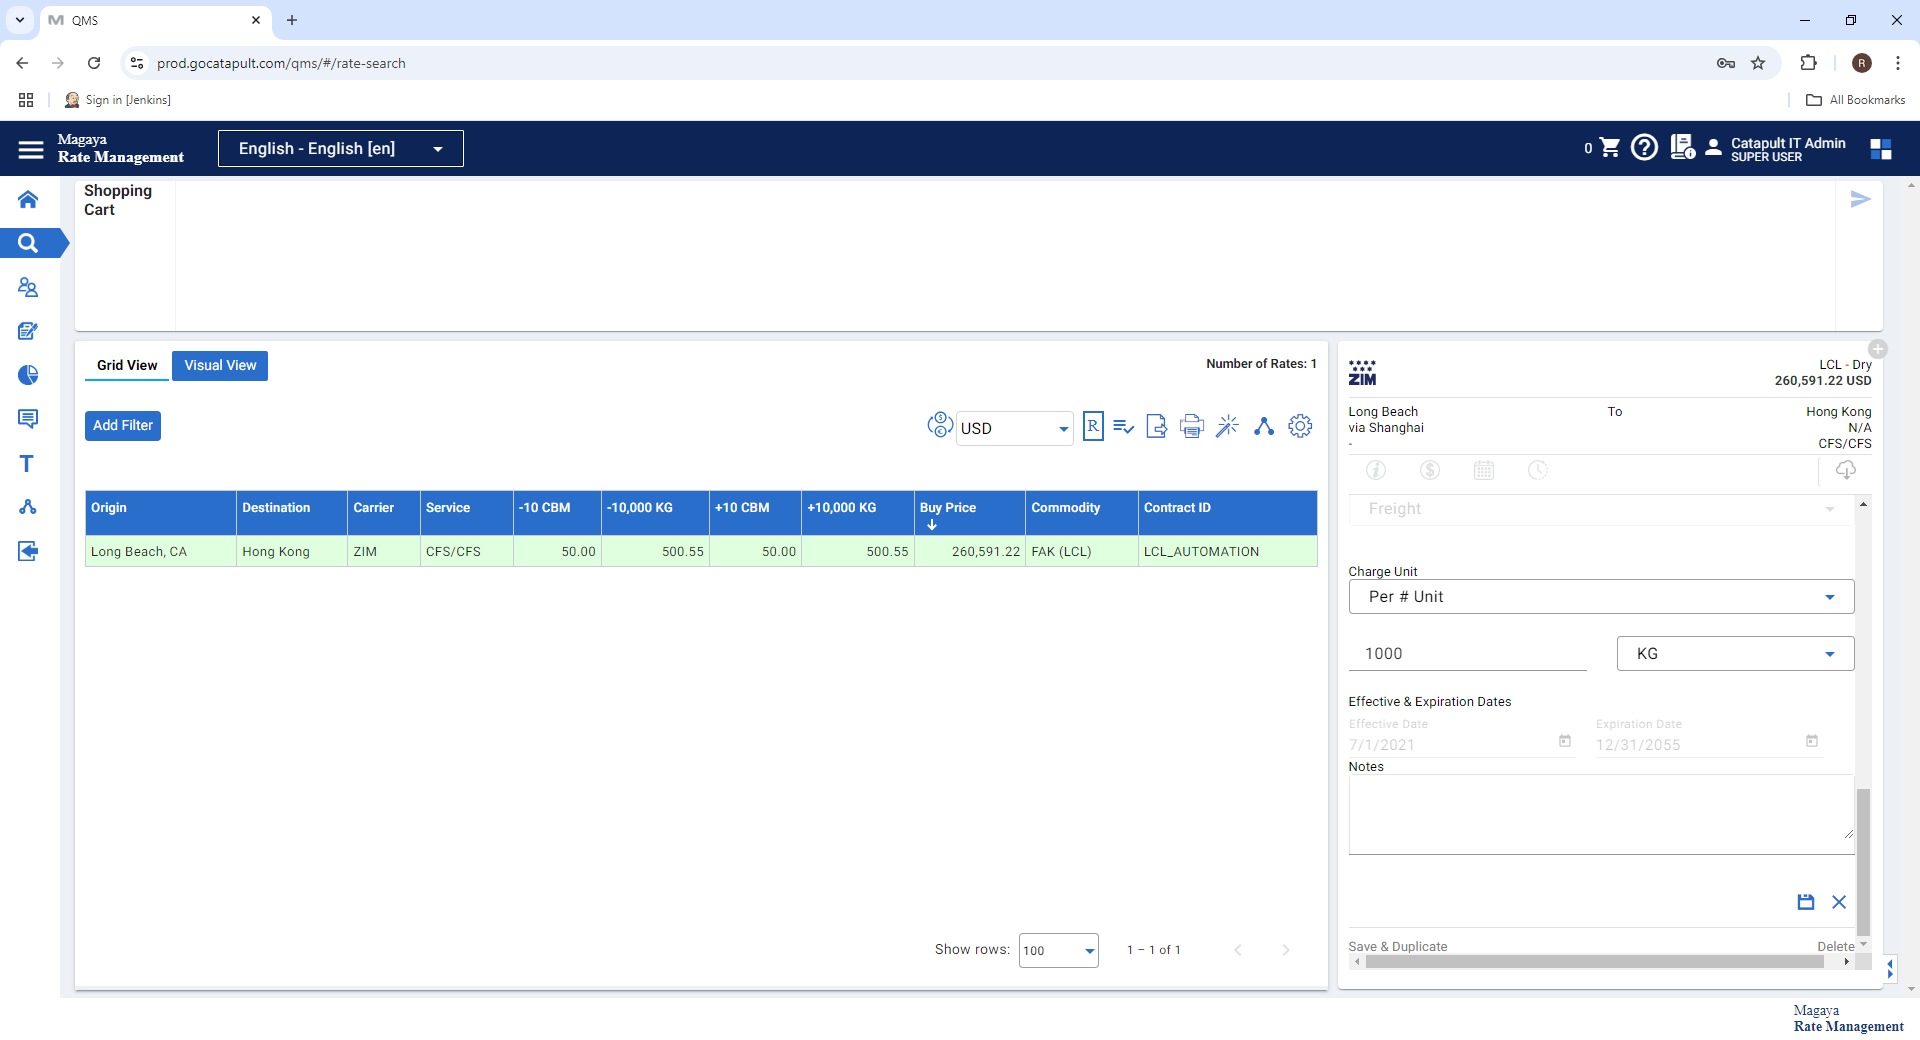 QMS
prod.gocatapult.com/qms/#/rate-search
R
Sign in [Jenkins]
All Bookmarks
Magaya
Rate Management
English - English [en]
0
Catapult IT Admin
SUPER USER
Shopping
Cart
Grid View
Visual View
Number of Rates: 1
Add Filter
USD
R
Origin
Destination
Carrier
Service
-10 CBM
-10,000 KG
+10 CBM
+10,000 KG
Buy Price
Commodity
Contract ID
Long Beach, CA
Hong Kong
ZIM
CFS/CFS
50.00
500.55
50.00
500.55
260,591.22
FAK (LCL)
LCL_AUTOMATION
Show rows:
100
1 – 1 of 1
ZIM
LCL - Dry
260,591.22 USD
Long Beach
To
Hong Kong
via Shanghai
N/A
-
CFS/CFS
Freight
Charge Unit
Per # Unit
1000
KG
Effective & Expiration Dates
Effective Date
Expiration Date
7/1/2021
12/31/2055
Notes
Save & Duplicate
Delete
Magaya
Rate Management